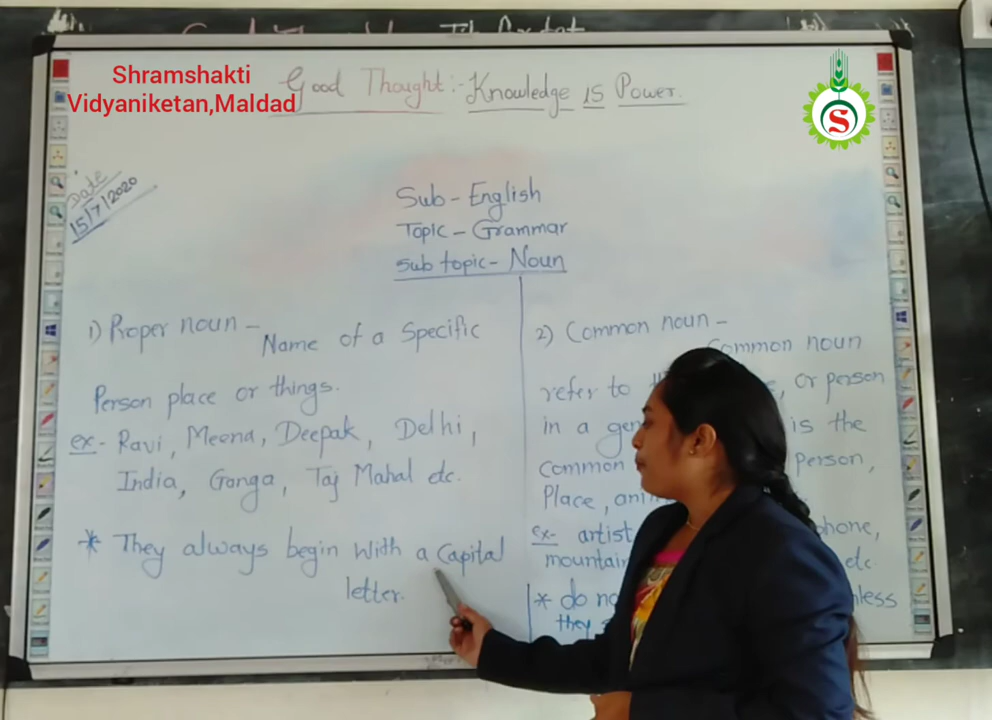 Shramshakti
Vidyaniketan,Maldad
Good Thought:- Knowledge is Power.
S
Date
15/7/2020
Sub - English
Topic - Grammar
Sub topic - Noun
1) Proper noun -
Name of a Specific
Person place or things.
ex- Ravi, Meena, Deepak, Delhi,
India, Ganga, Taj Mahal etc.
* They always begin with a Capital
letter.
2) Common noun -
Common noun
refer to or person
in a is the
Common person,
Place,
ex- artist phone,
etc
* do
they